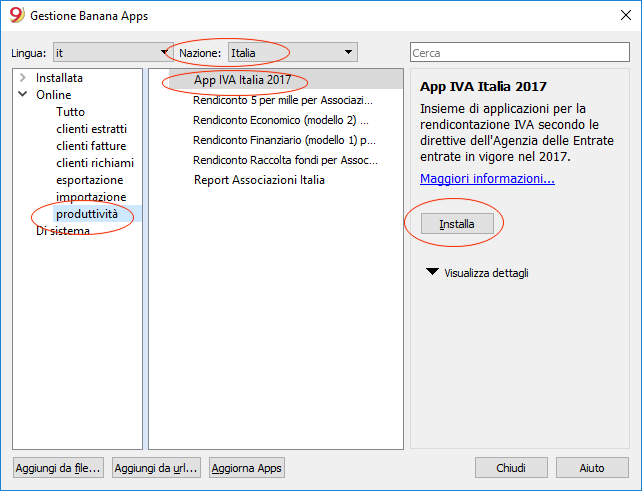 9 Gestione Banana Apps
Lingua: it Nazione: Italia Cerca
Installata
Online
Tutto
clienti estratti
clienti fatture
clienti richiami
esportazione
importazione
produttività
Di sistema
App IVA Italia 2017
Rendiconto 5 per mille per Associazi...
Rendiconto Economico (modello 2) ...
Rendiconto Finanziario (modello 1) p...
Rendiconto Raccolta fondi per Assoc...
Report Associazioni Italia
App IVA Italia 2017
Insieme di applicazioni per la
rendicontazione IVA secondo le
direttive dell'Agenzia delle Entrate
entrate in vigore nel 2017.
Maggiori informazioni...
Installa
Visualizza dettagli
Aggiungi da file... Aggiungi da url... Aggiorna Apps Chiudi Aiuto